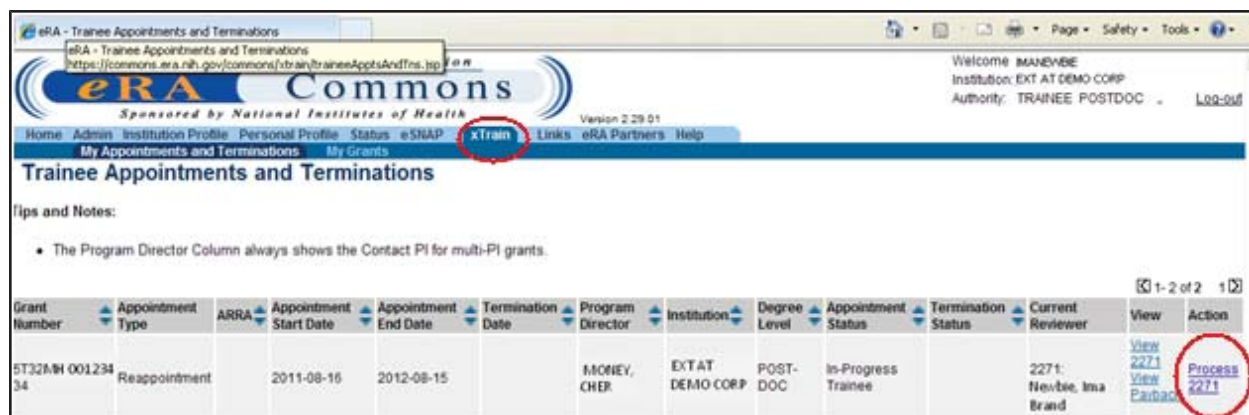 eRA - Trainee Appointments and Terminations
Page Safety Tools
eRA - Trainee Appointments and Terminations
https://commons.era.nih.gov/commons/xtrain/traineeApptsAndTns.jsp
eRA Commons
Sponsored by National Institutes of Health
Version 2.29.01
Welcome IMANEWBIE
Institution: EXT AT DEMO CORP
Authority: TRAINEE POSTDOC
Log-out
Home Admin Institution Profile Personal Profile Status eSNAP xTrain Links eRA Partners Help
My Appointments and Terminations My Grants
Trainee Appointments and Terminations
Tips and Notes:
• The Program Director Column always shows the Contact PI for multi-PI grants.
1-2 of 2 1
Grant Number Appointment Type ARRA Appointment Start Date Appointment End Date Termination Date Program Director Institution Degree Level Appointment Status Termination Status Current Reviewer View Action
5T32MH 001234 34 Reappointment 2011-08-16 2012-08-15 MONEY, CHER EXT AT DEMO CORP POST-DOC In-Progress Trainee 2271: Newbie, Ima Brand View 2271 View Payback Process 2271